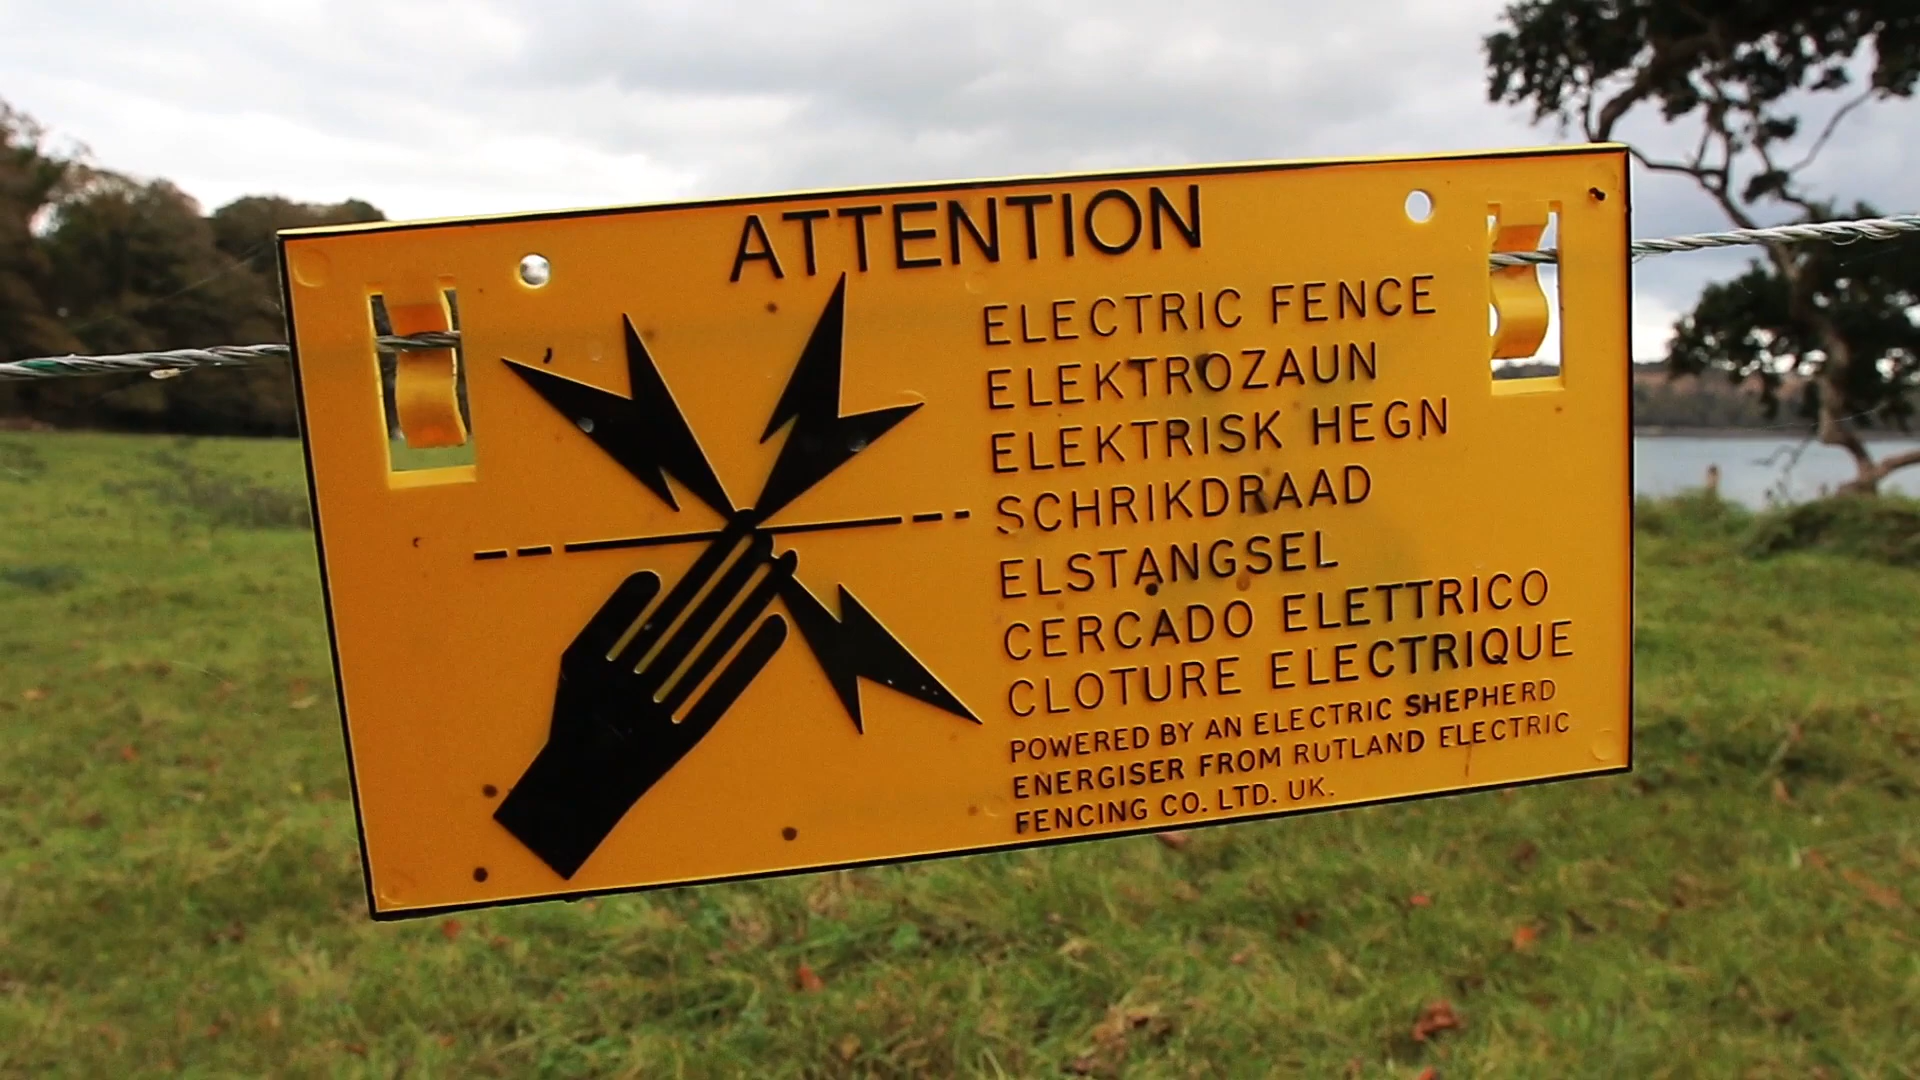 ATTENTION
ELECTRIC FENCE
ELEKTROZAUN
ELEKTRISK HEGN
SCHRIKDRAAD
ELSTANGSEL
CERCADO ELETTRICO
CLOTURE ELECTRIQUE
POWERED BY AN ELECTRIC SHEPHERD
ENERGISER FROM RUTLAND ELECTRIC
FENCING CO. LTD. UK.